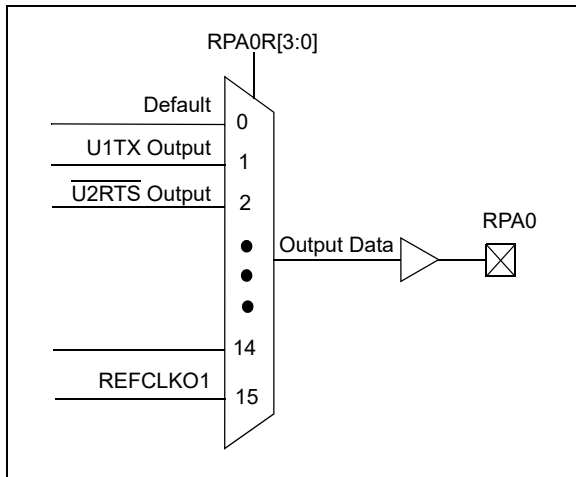 RPA0R[3:0]
Default
0
U1TX Output
1
U2RTS Output
2
Output Data
RPA0
14
REFCLKO1
15